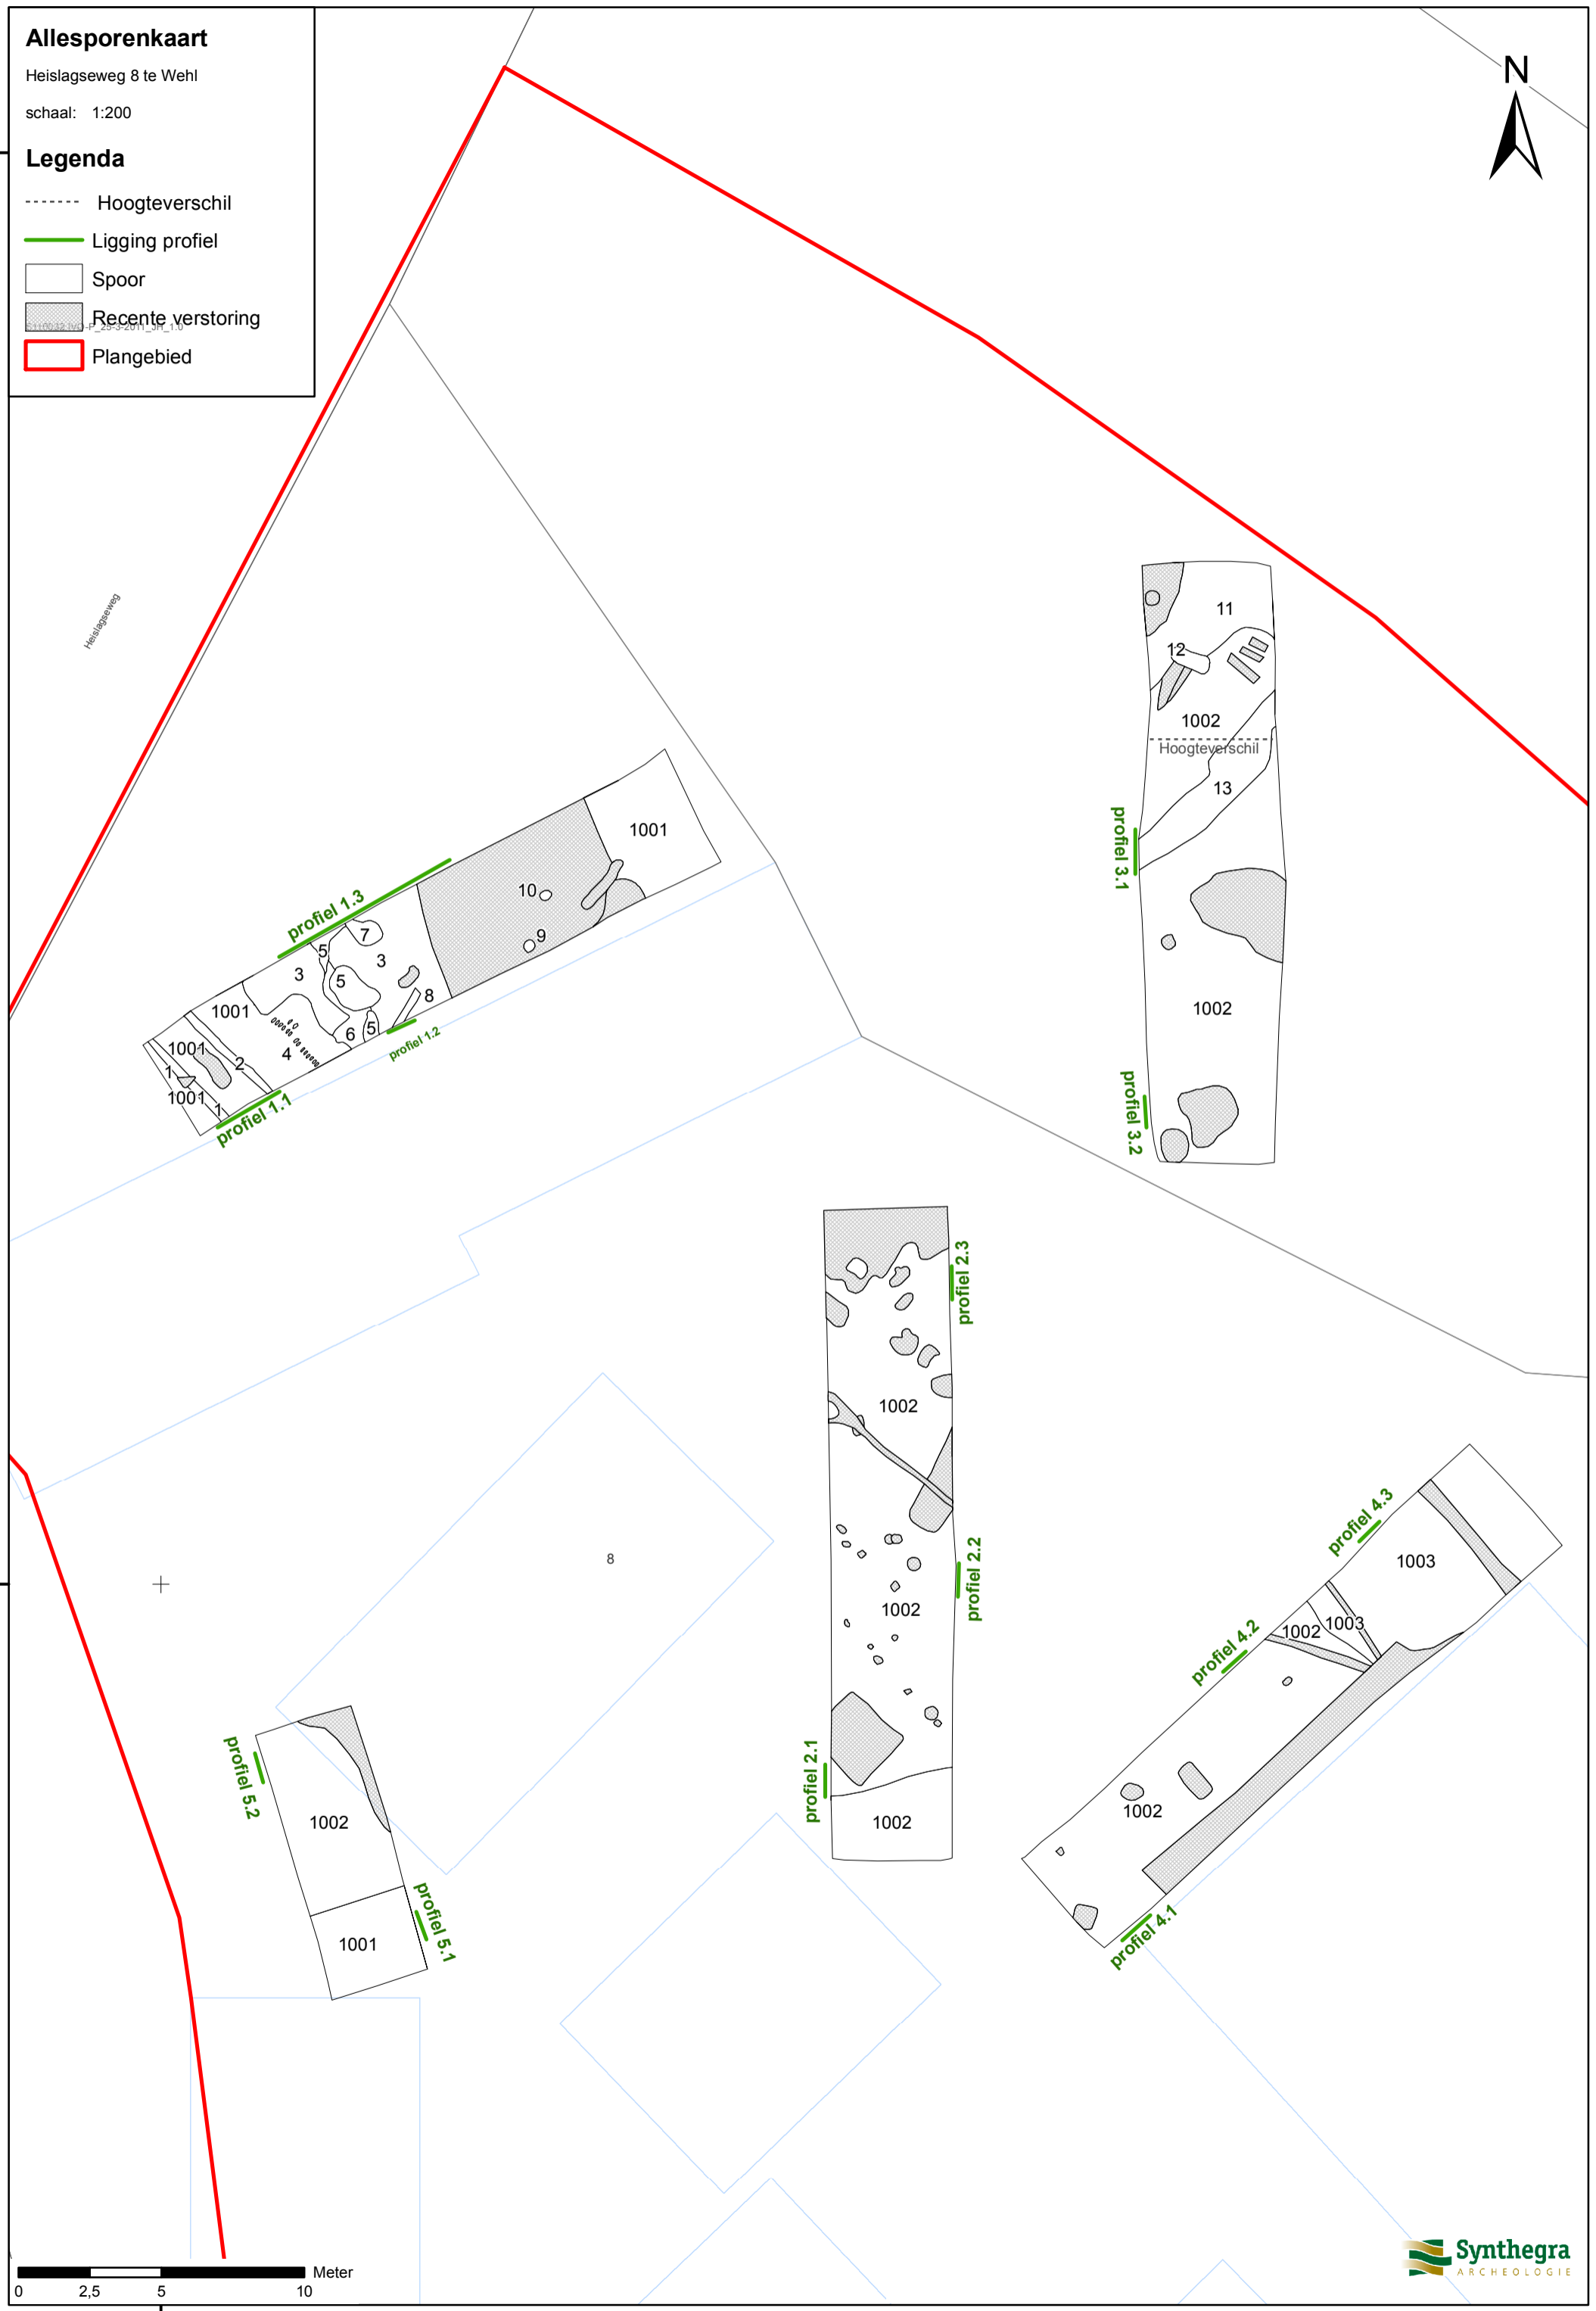 Allesporenkaart
Heislagseweg 8 te Wehl
schaal: 1:200
Legenda
Hoogteverschil
Ligging profiel
Spoor
Recente verstoring
Plangebied
N
Heislagseweg
11
12
1002
Hoogteverschil
13
profiel 3.1
1002
profiel 3.2
1001
10
9
profiel 1.3
7
5
3
3
5
8
1001
6
5
profiel 1.2
4
1001
2
1
1001
1
profiel 1.1
profiel 2.3
1002
profiel 2.2
1002
profiel 2.1
1002
8
profiel 4.3
1003
1003
1002
profiel 4.2
1002
profiel 4.1
profiel 5.2
1002
profiel 5.1
1001
Meter
0 2,5 5 10
Synthegra
ARCHEOLOGIE